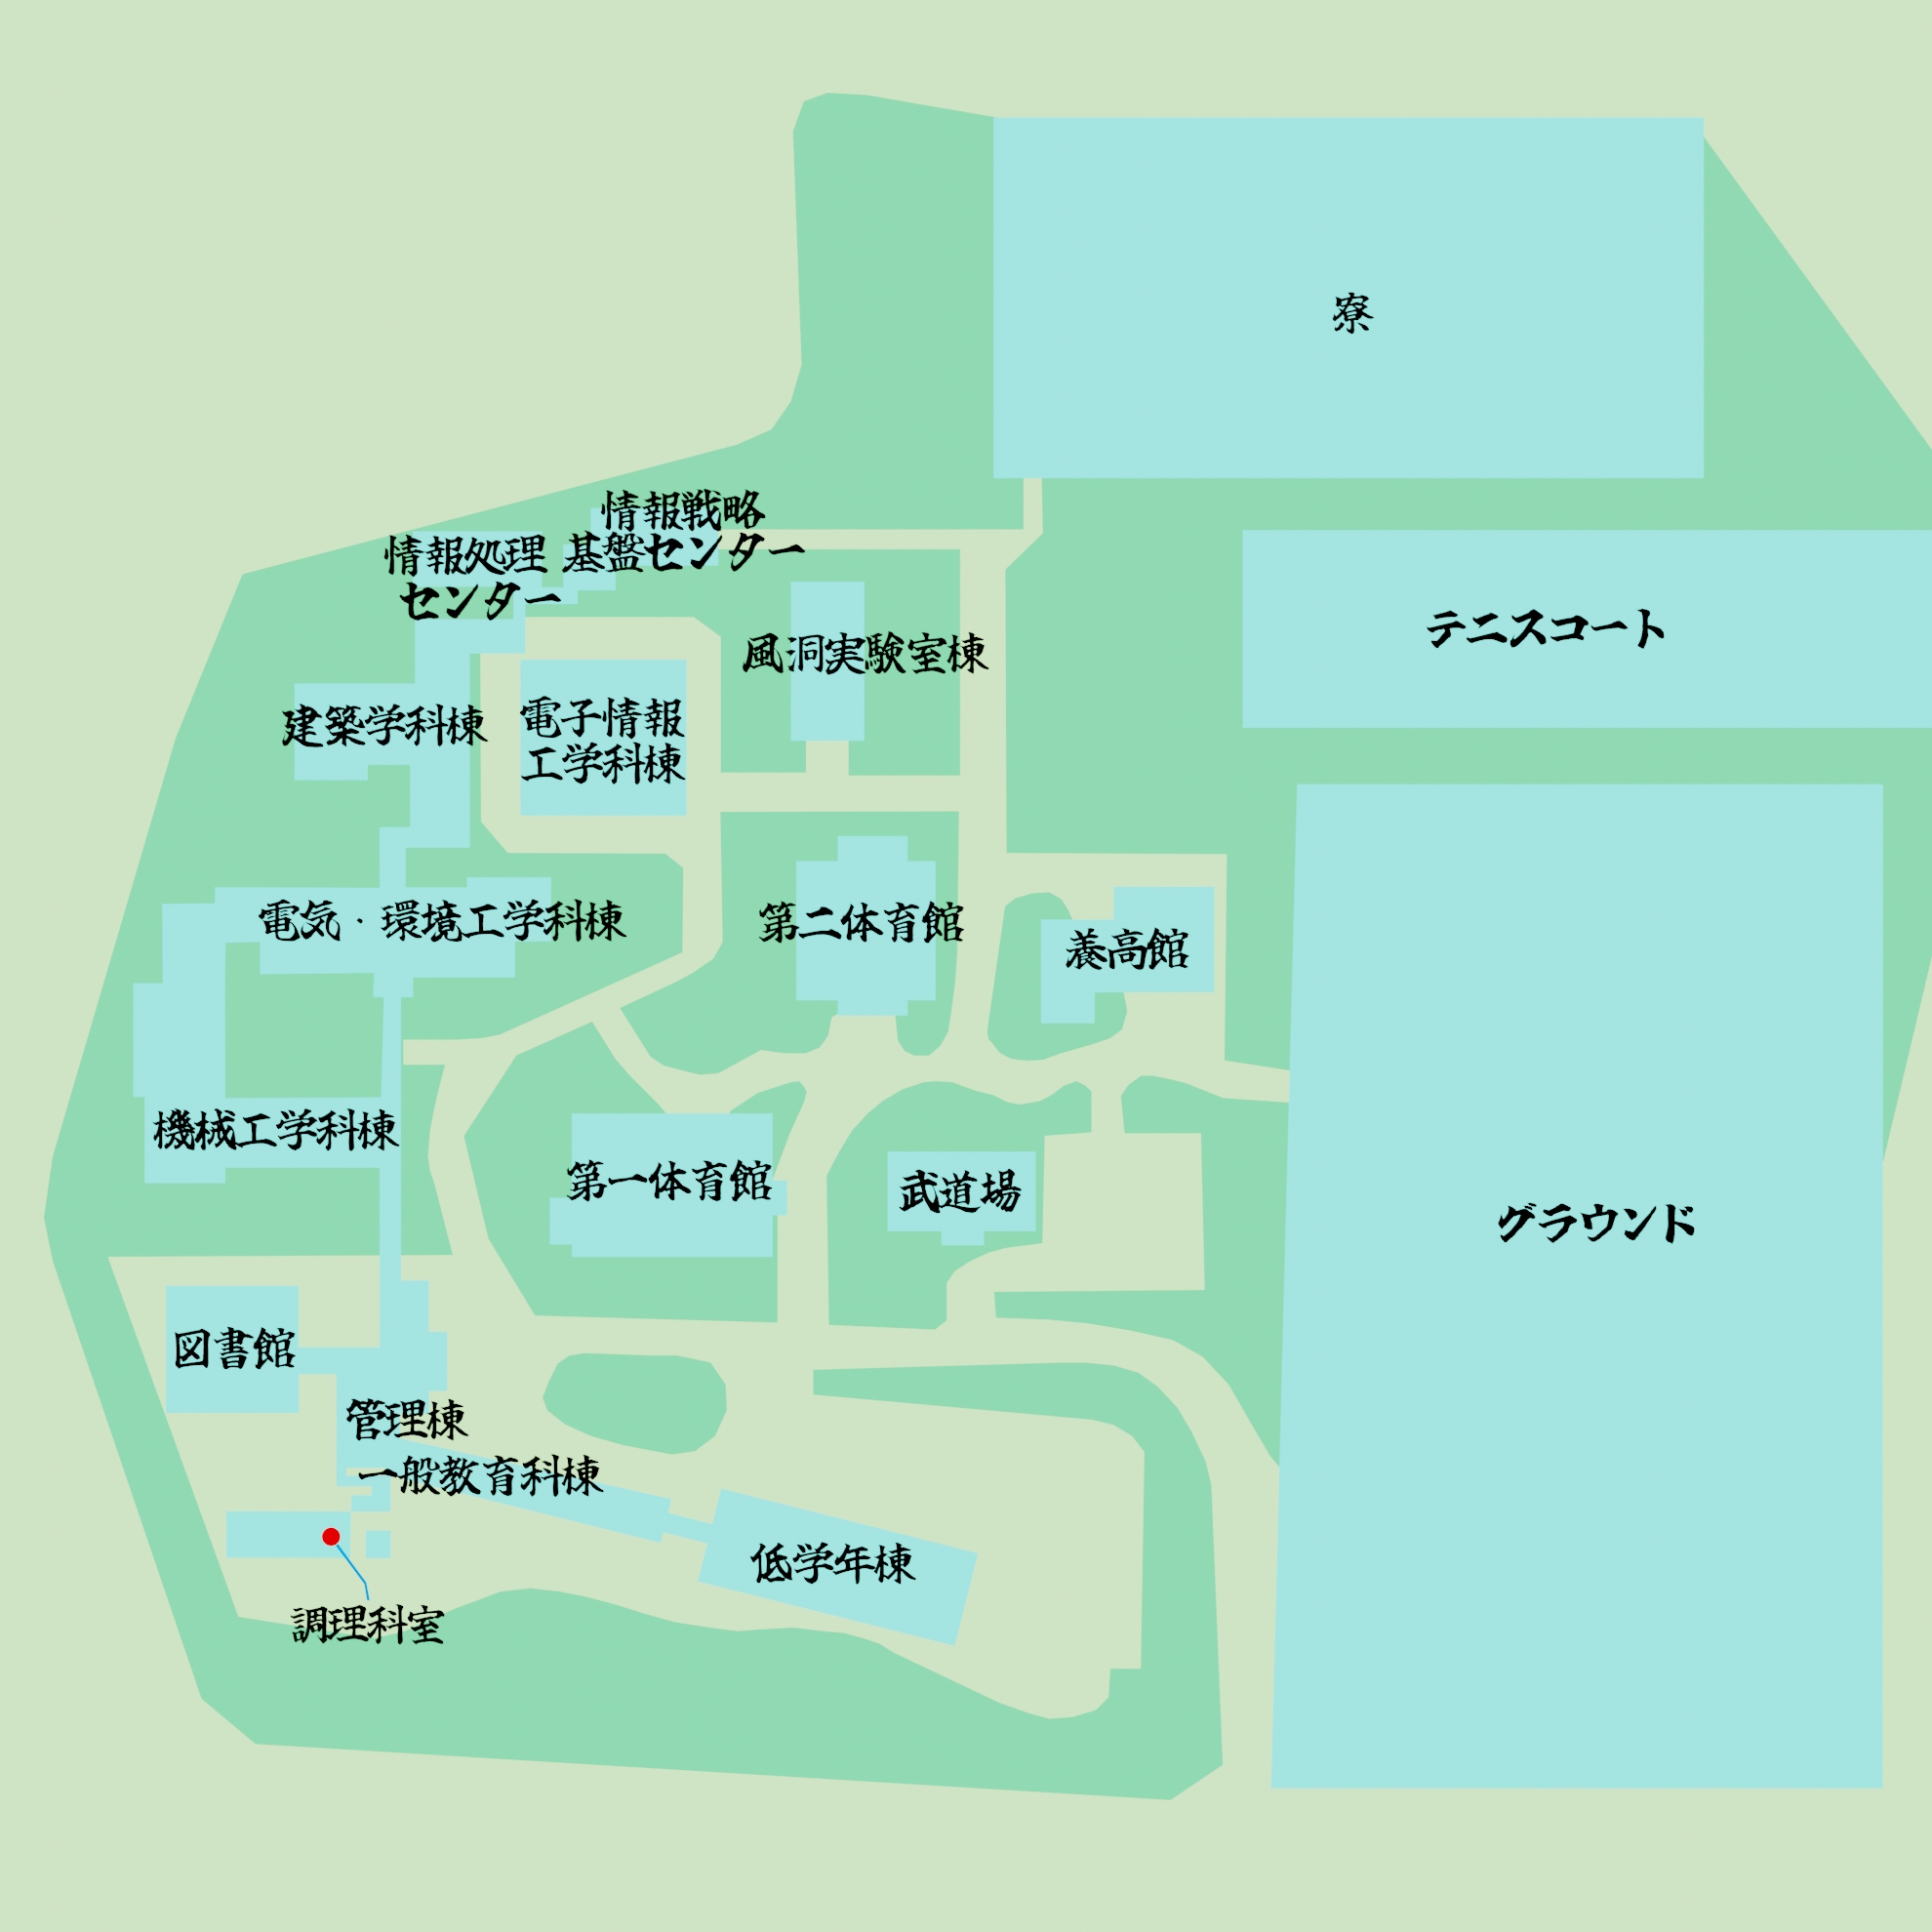 寮
情報戦略
基盤センター
情報処理
センター
テニスコート
風洞実験室棟
建築学科棟
電子情報
工学科棟
電気・環境工学科棟
第二体育館
養高館
機械工学科棟
第一体育館
武道場
グラウンド
図書館
管理棟
一般教育科棟
低学年棟
調理科室